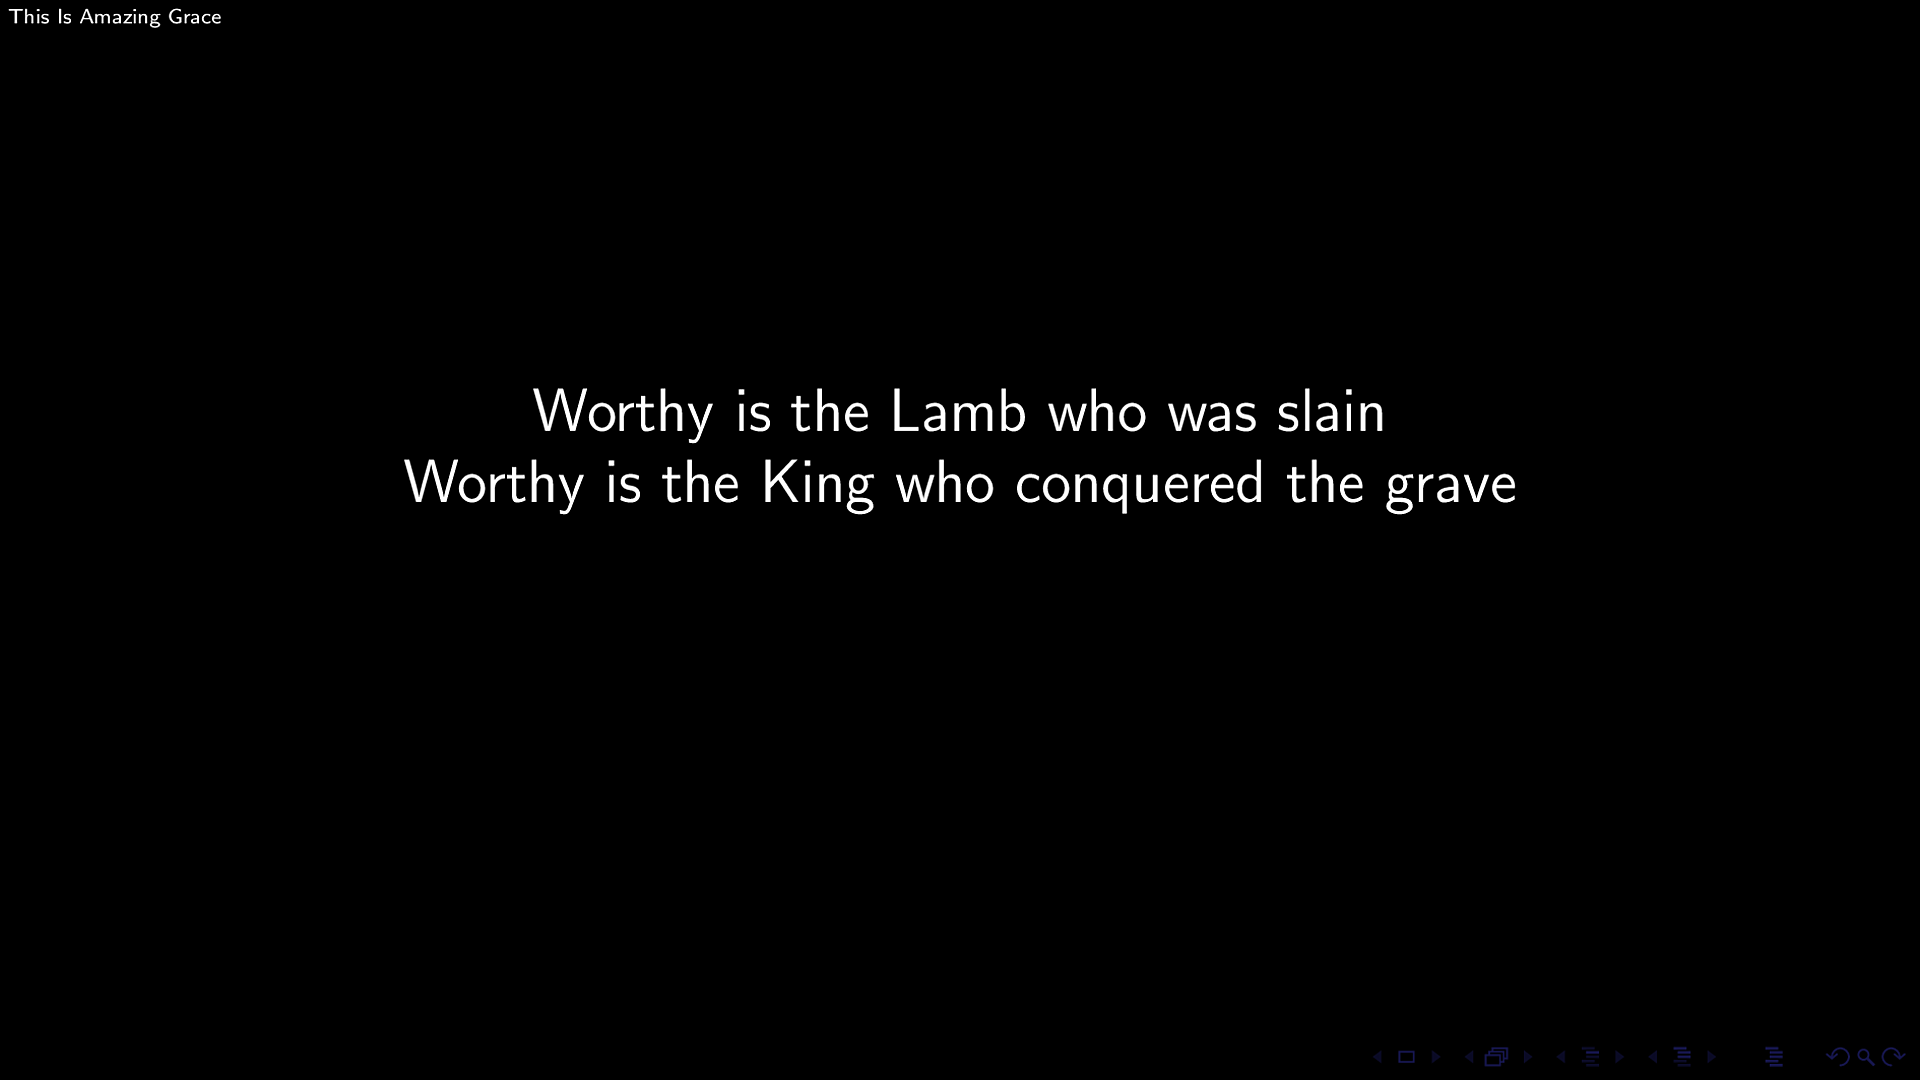 This Is Amazing Grace
Worthy is the Lamb who was slain
Worthy is the King who conquered the grave